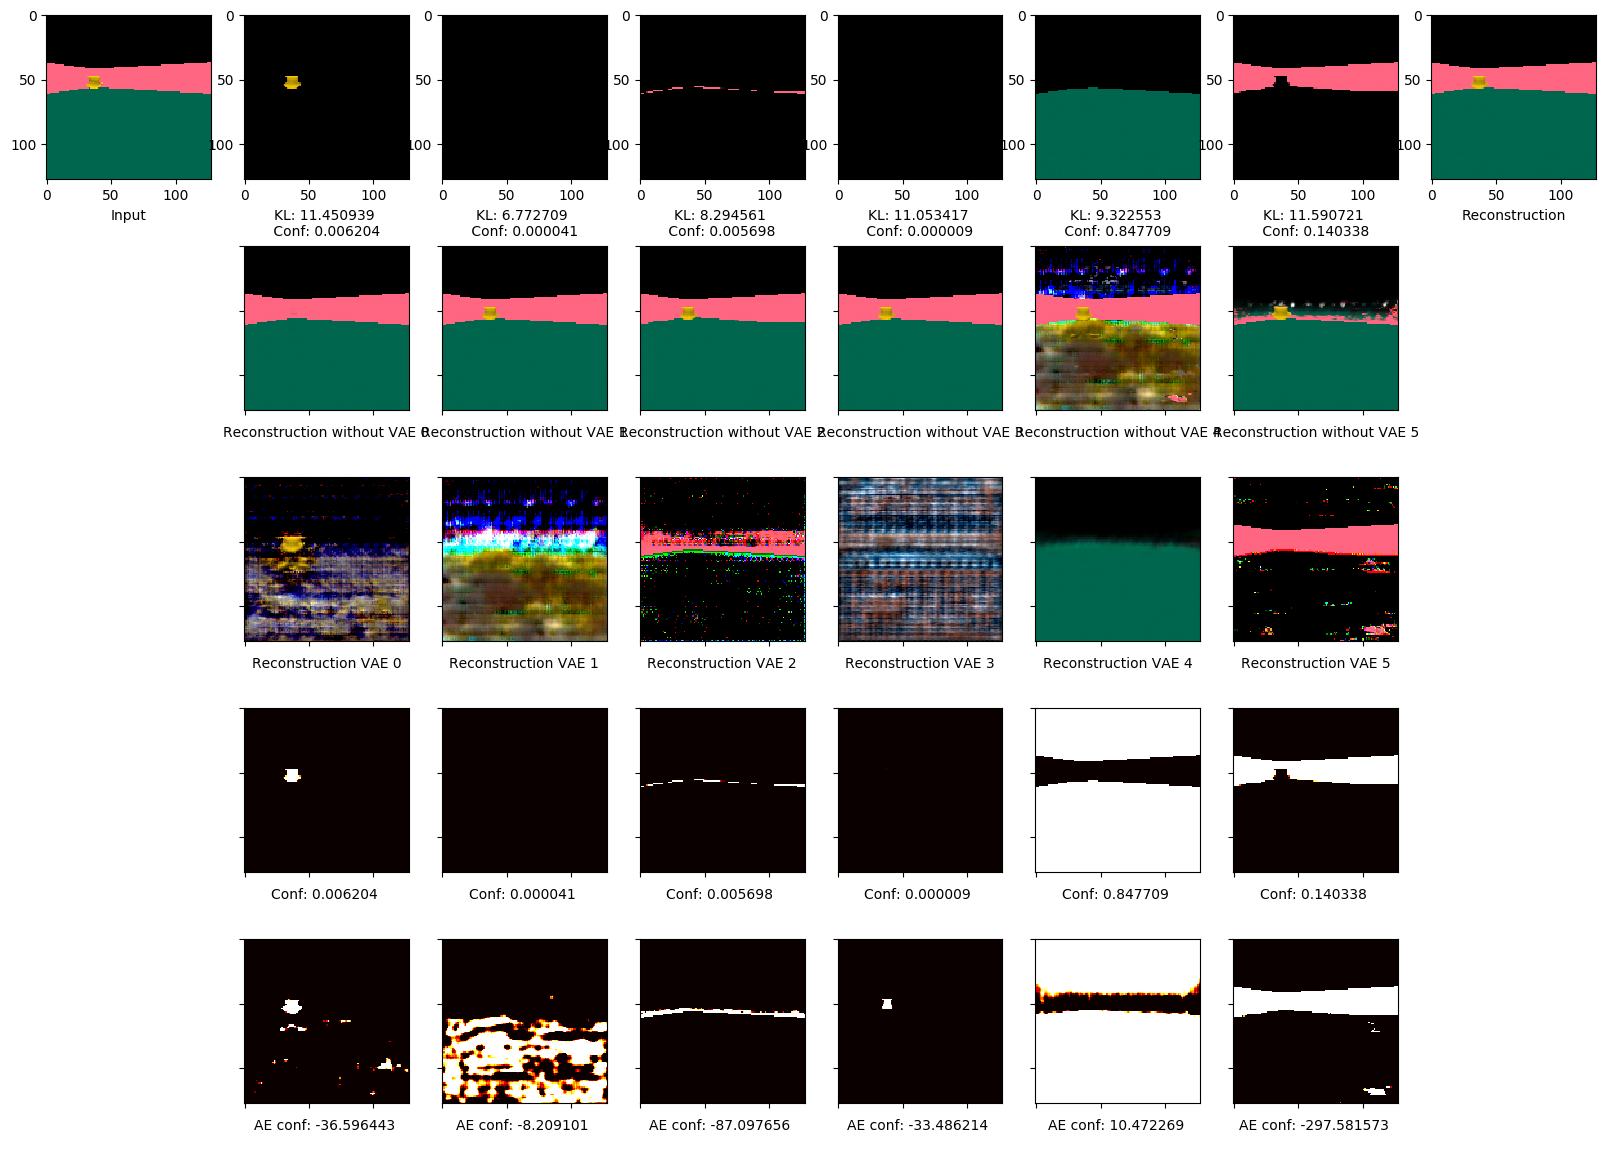 0
50
100
0 50 100
Input
0
50
100
0 50 100
KL: 11.450939
Conf: 0.006204
0
50
100
0 50 100
KL: 6.772709
Conf: 0.000041
0
50
100
0 50 100
KL: 8.294561
Conf: 0.005698
0
50
100
0 50 100
KL: 11.053417
Conf: 0.000009
0
50
100
0 50 100
KL: 9.322553
Conf: 0.847709
0
50
100
0 50 100
KL: 11.590721
Conf: 0.140338
0
50
100
0 50 100
Reconstruction
Reconstruction without VAE 0
Reconstruction without VAE 1
Reconstruction without VAE 2
Reconstruction without VAE 3
Reconstruction without VAE 4
Reconstruction without VAE 5
Reconstruction VAE 0
Reconstruction VAE 1
Reconstruction VAE 2
Reconstruction VAE 3
Reconstruction VAE 4
Reconstruction VAE 5
Conf: 0.006204
Conf: 0.000041
Conf: 0.005698
Conf: 0.000009
Conf: 0.847709
Conf: 0.140338
AE conf: -36.596443
AE conf: -8.209101
AE conf: -87.097656
AE conf: -33.486214
AE conf: 10.472269
AE conf: -297.581573